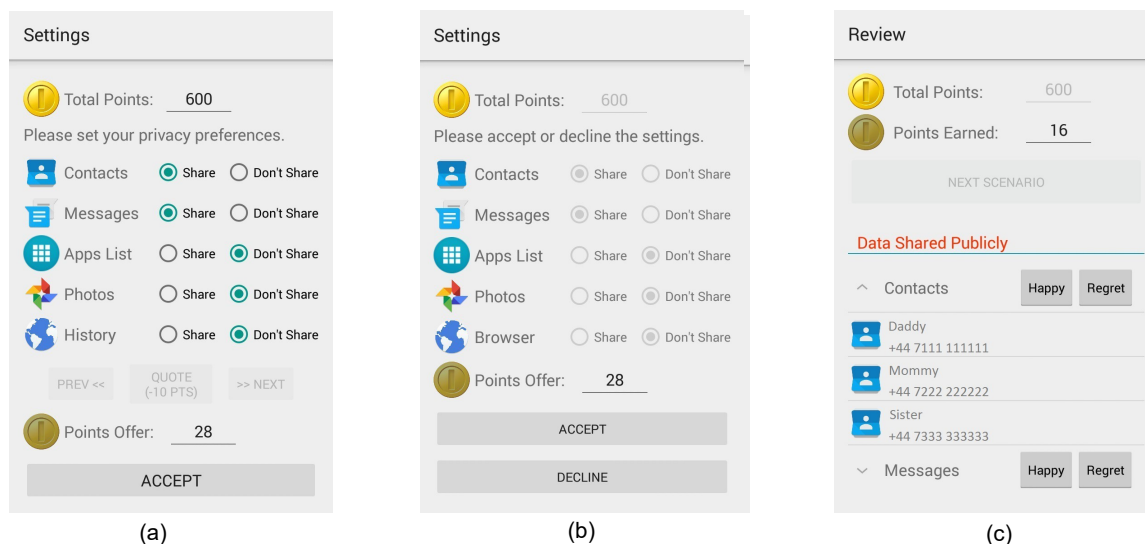 Settings
Total Points: 600
Please set your privacy preferences.
Contacts Share Don't Share
Messages Share Don't Share
Apps List Share Don't Share
Photos Share Don't Share
History Share Don't Share
PREV << QUOTE (-10 PTS) >> NEXT
Points Offer: 28
ACCEPT
(a)
Settings
Total Points: 600
Please accept or decline the settings.
Contacts Share Don't Share
Messages Share Don't Share
Apps List Share Don't Share
Photos Share Don't Share
Browser Share Don't Share
Points Offer: 28
ACCEPT
DECLINE
(b)
Review
Total Points: 600
Points Earned: 16
NEXT SCENARIO
Data Shared Publicly
Contacts Happy Regret
Daddy
+44 7111 111111
Mommy
+44 7222 222222
Sister
+44 7333 333333
Messages Happy Regret
(c)